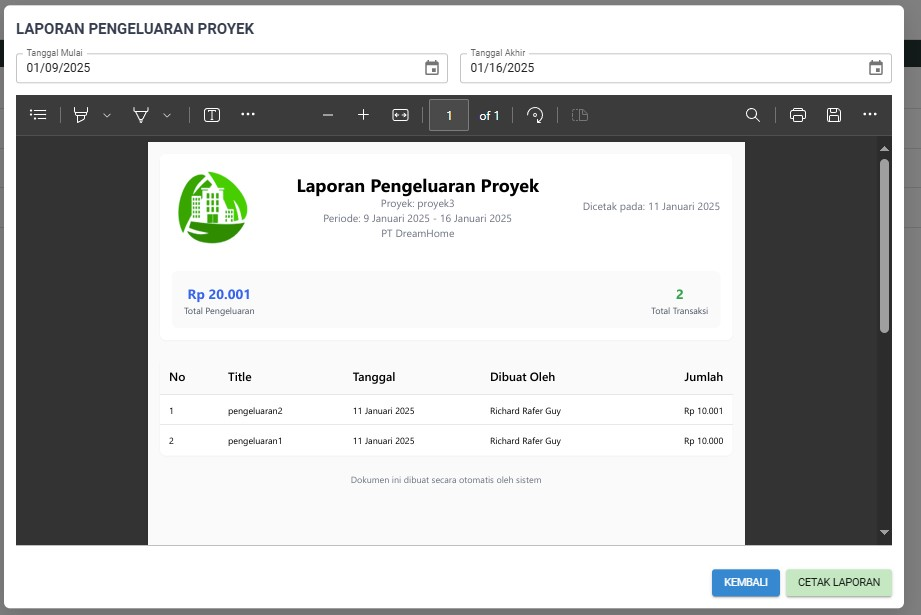 LAPORAN PENGELUARAN PROYEK
Tanggal Mulai
01/09/2025
Tanggal Akhir
01/16/2025
1 of 1
Laporan Pengeluaran Proyek
Proyek: proyek3
Periode: 9 Januari 2025 - 16 Januari 2025
PT DreamHome
Dicetak pada: 11 Januari 2025
Rp 20.001
Total Pengeluaran
2
Total Transaksi
No Title Tanggal Dibuat Oleh Jumlah
1 pengeluaran2 11 Januari 2025 Richard Rafer Guy Rp 10.001
2 pengeluaran1 11 Januari 2025 Richard Rafer Guy Rp 10.000
Dokumen ini dibuat secara otomatis oleh sistem
KEMBALI CETAK LAPORAN